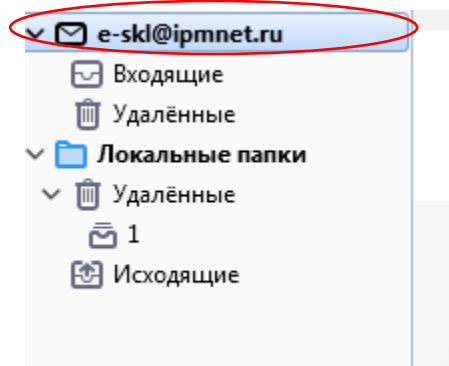 e-skl@ipmnet.ru
Входящие
Удалённые
Локальные папки
Удалённые
1
Исходящие